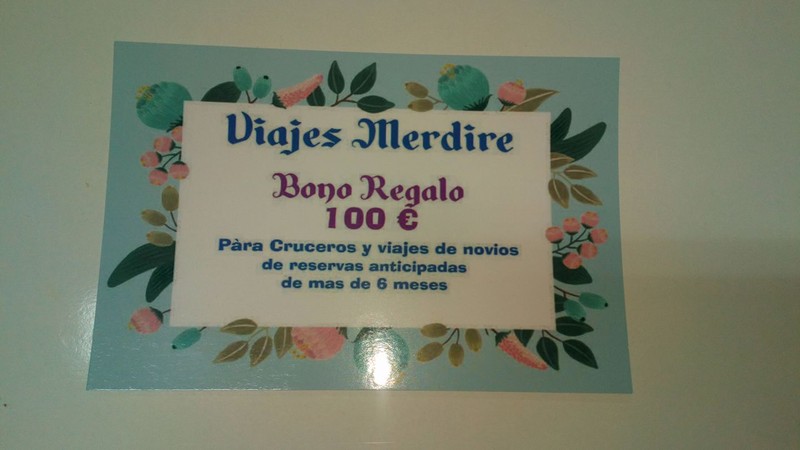 Viajes Merdire
Bono Regalo
100 €
Pàra Cruceros y viajes de novios
de reservas anticipadas
de mas de 6 meses